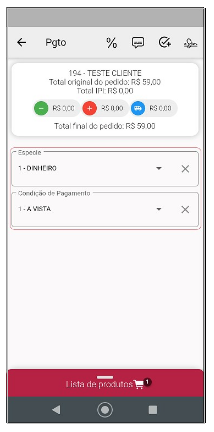 Pgto
%
194 - TESTE CLIENTE
Total original do pedido: R$ 59,00
Total IPI: R$ 0,00
R$ 0,00 R$ 0,00 R$ 0,00
Total final do pedido: R$ 59,00
Espécie
1 - DINHEIRO
Condição de Pagamento
1 - A VISTA
Lista de produtos 1